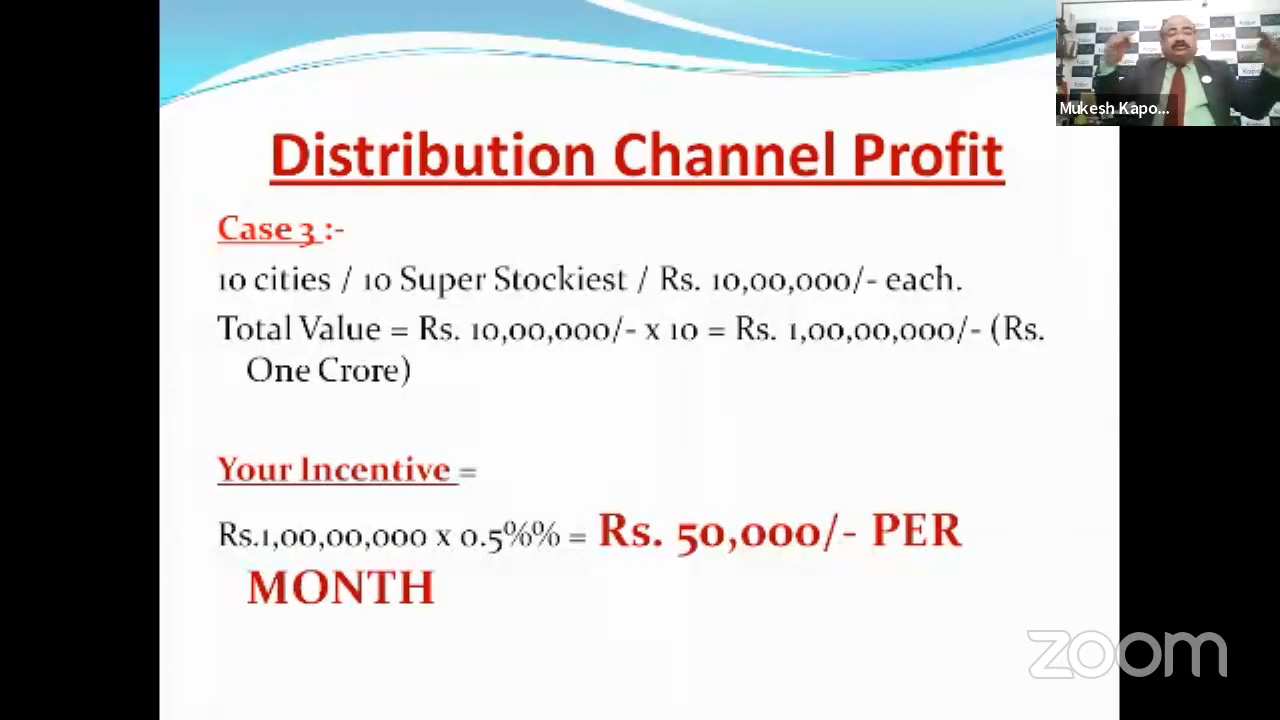 Distribution Channel Profit
Case 3 :-
10 cities / 10 Super Stockiest / Rs. 10,00,000/- each.
Total Value = Rs. 10,00,000/- x 10 = Rs. 1,00,00,000/- (Rs.
One Crore)
Your Incentive =
Rs.1,00,00,000 x 0.5%% = Rs. 50,000/- PER
MONTH
Mukesh Kapo...
zoom